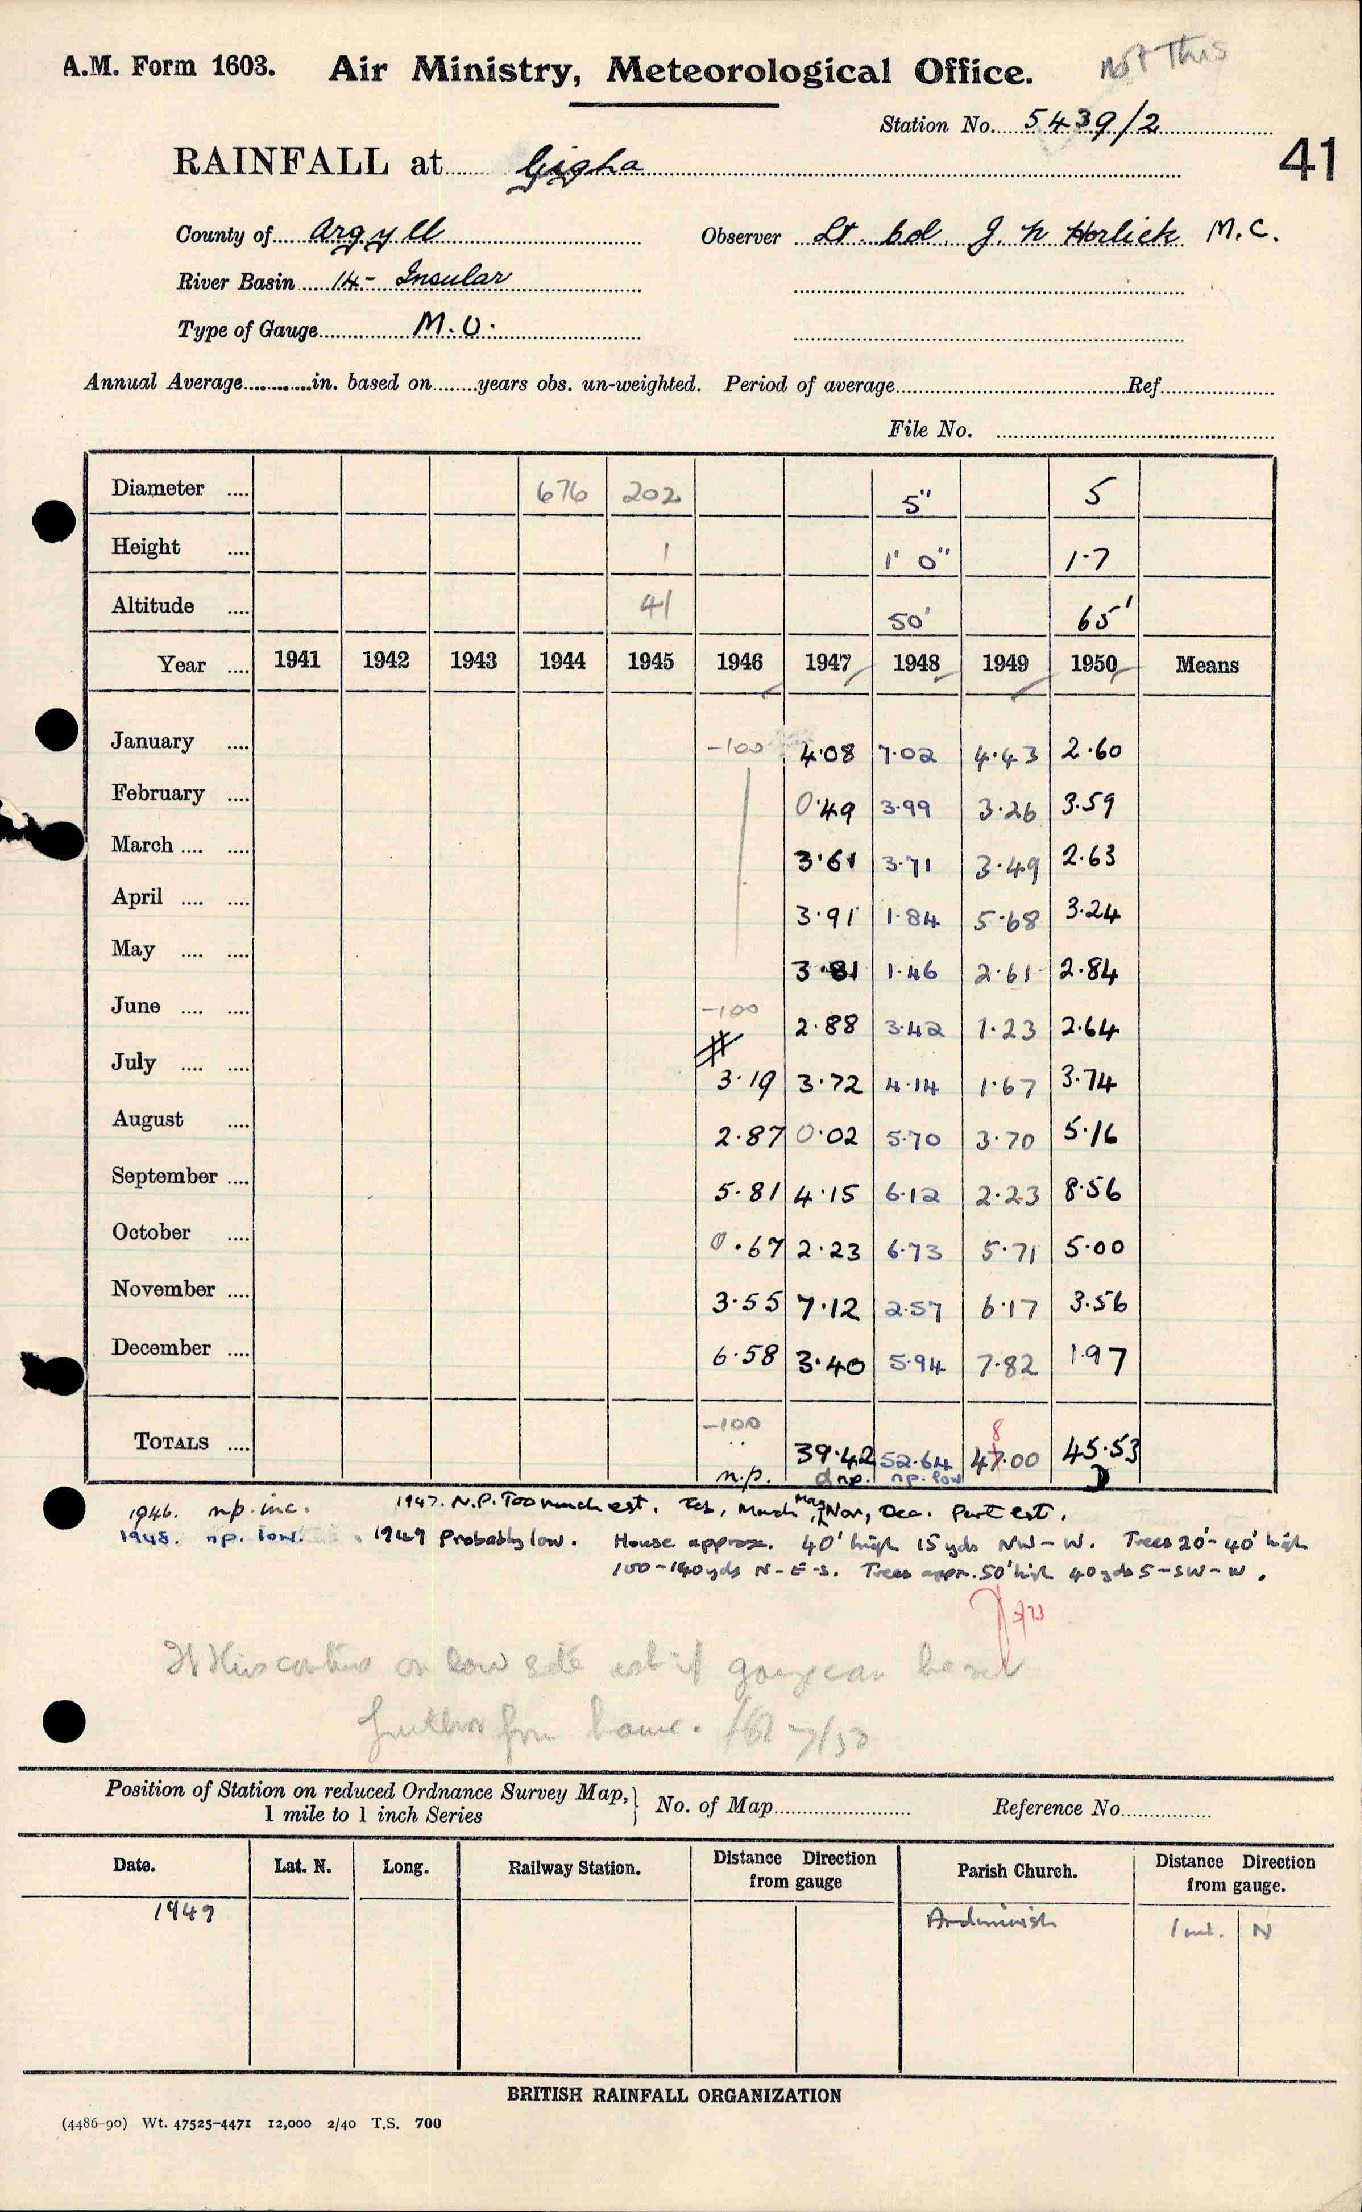 not This
A.M. Form 1603. Air Ministry, Meteorological Office.
Station No. 5439/2
41
RAINFALL at Gigha
County of Argyll Observer Lt. Col. J. N Horlick M.C.
River Basin 14 - Insular
Type of Gauge M.O.
Annual Average in. based on years obs. un-weighted. Period of average Ref
File No.
Diameter 676 202 5" 5
Height 1 1' 0" 1-7
Altitude 41 50' 65'
Year 1941 1942 1943 1944 1945 1946 1947 1948 1949 1950 Means
January -100 4.08 7.02 4.43 2.60
February 0.49 3.99 3.26 3.59
March 3.61 3.71 3.49 2.63
April 3.91 1.84 5.68 3.24
May 3.81 1.46 2.61 2.84
June -100 2.88 3.42 1.23 2.64
July 3.19 3.72 4.14 1.67 3.74
August 2.87 0.02 5.70 3.70 5.16
September 5.81 4.15 6.12 2.23 8.56
October 0.67 2.23 6.73 5.71 5.00
November 3.55 7.12 2.57 6.17 3.56
December 6.58 3.40 5.94 7.82 1.97
-100 8
TOTALS 39.42 52.64 47.00 45.53
n.p. d np. np. low D
1946. np. inc. 1947. N.P. Too much est. Feb, March, May, Nov, Dec. Part est.
1948. np. low. 1949 Probably low. House approx. 40' high 15 yds NW-W. Trees 20'-40' high
100-140 yds N-E-S. Trees appr. 50' high 40 yds S-SW-W.
If this continues on low side ask if gauge can be set
further from house. 7/50
Position of Station on reduced Ordnance Survey Map, No. of Map Reference No.
1 mile to 1 inch Series
Date. Lat. N. Long. Railway Station. Distance Direction from gauge Parish Church. Distance Direction from gauge.
1949 Ardminish 1 ml. N
BRITISH RAINFALL ORGANIZATION
(4486-90) Wt. 47525-4471 12,000 2/40 T.S. 700